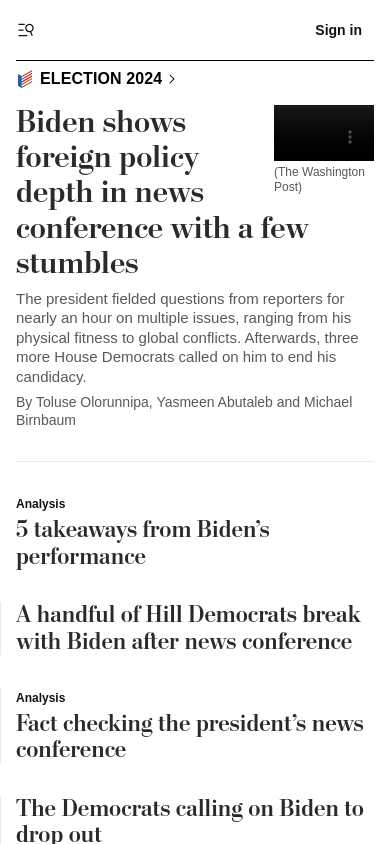 Sign in
ELECTION 2024
Biden shows
foreign policy
depth in news
conference with a few
stumbles
(The Washington
Post)
The president fielded questions from reporters for
nearly an hour on multiple issues, ranging from his
physical fitness to global conflicts. Afterwards, three
more House Democrats called on him to end his
candidacy.
By Toluse Olorunnipa, Yasmeen Abutaleb and Michael
Birnbaum
Analysis
5 takeaways from Biden’s
performance
A handful of Hill Democrats break
with Biden after news conference
Analysis
Fact checking the president’s news
conference
The Democrats calling on Biden to
drop out